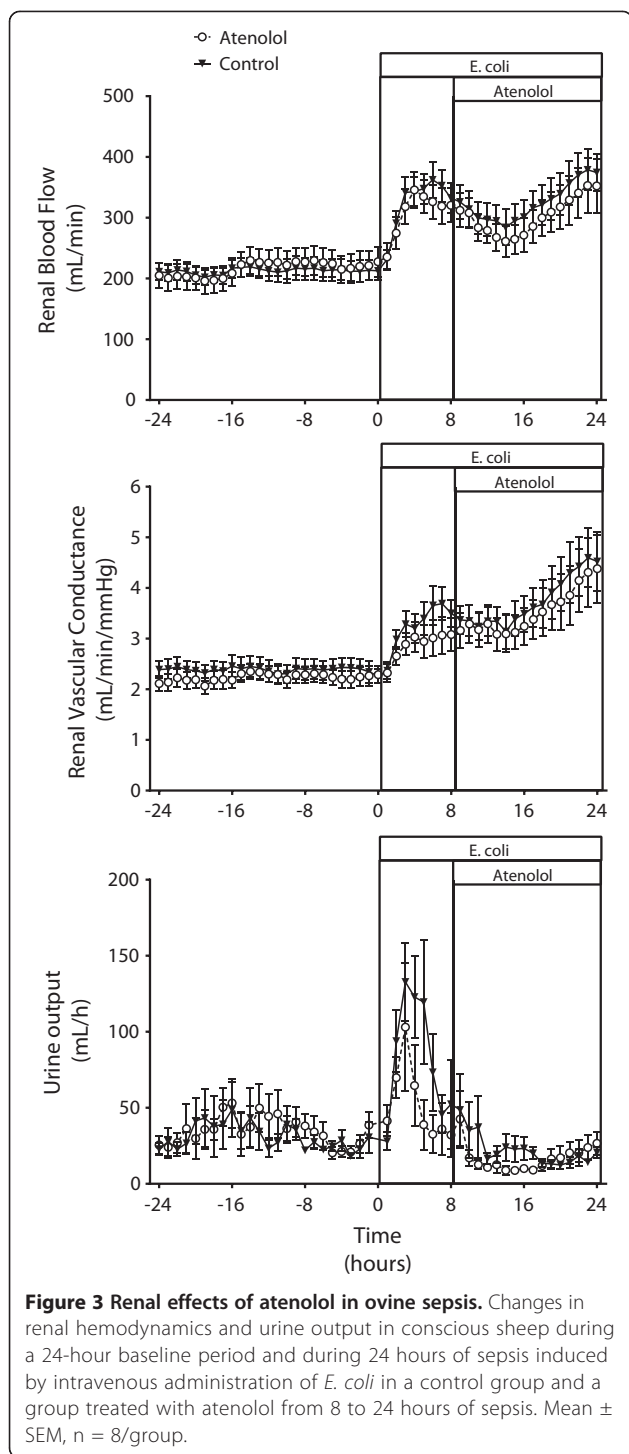 Atenolol
Control
E. coli
Atenolol
500
400
300
200
100
0
Renal Blood Flow
(mL/min)
-24 -16 -8 0 8 16 24
E. coli
Atenolol
6
5
4
3
2
1
0
Renal Vascular Conductance
(mL/min/mmHg)
-24 -16 -8 0 8 16 24
E. coli
Atenolol
200
150
100
50
0
Urine output
(mL/h)
-24 -16 -8 0 8 16 24
Time
(hours)
Figure 3 Renal effects of atenolol in ovine sepsis. Changes in
renal hemodynamics and urine output in conscious sheep during
a 24-hour baseline period and during 24 hours of sepsis induced
by intravenous administration of E. coli in a control group and a
group treated with atenolol from 8 to 24 hours of sepsis. Mean ±
SEM, n = 8/group.